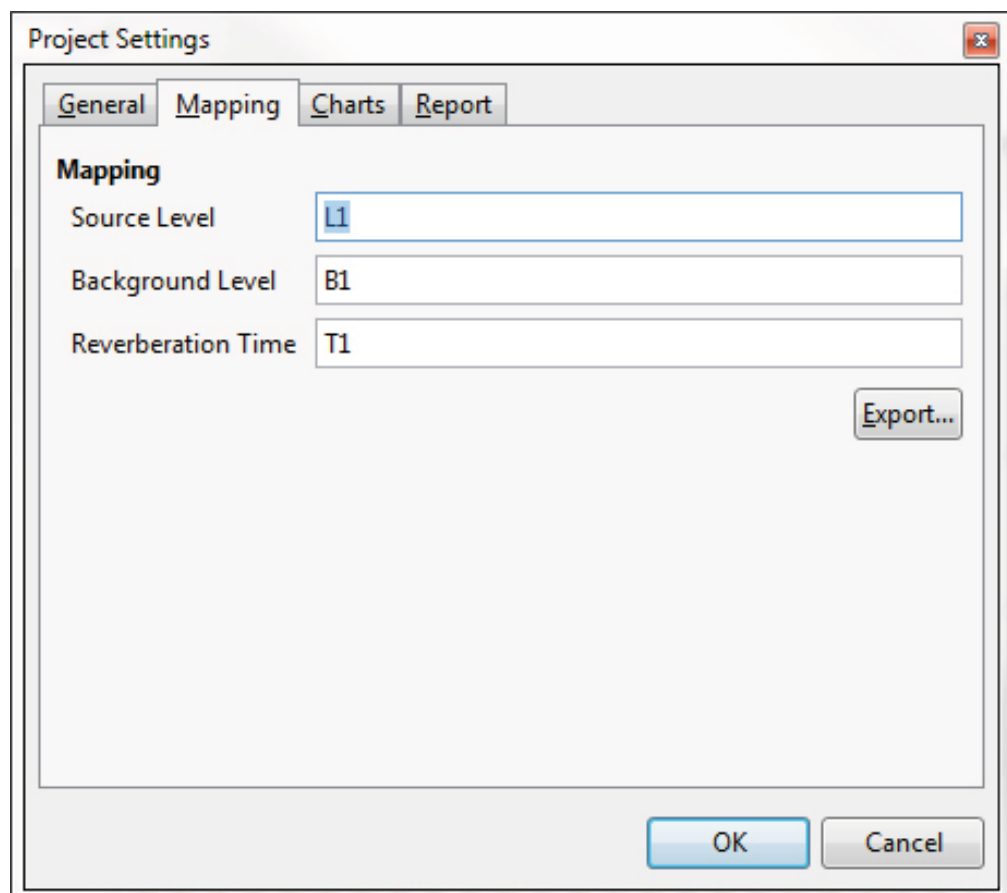 Project Settings
General Mapping Charts Report
Mapping
Source Level L1
Background Level B1
Reverberation Time T1
Export...
OK Cancel